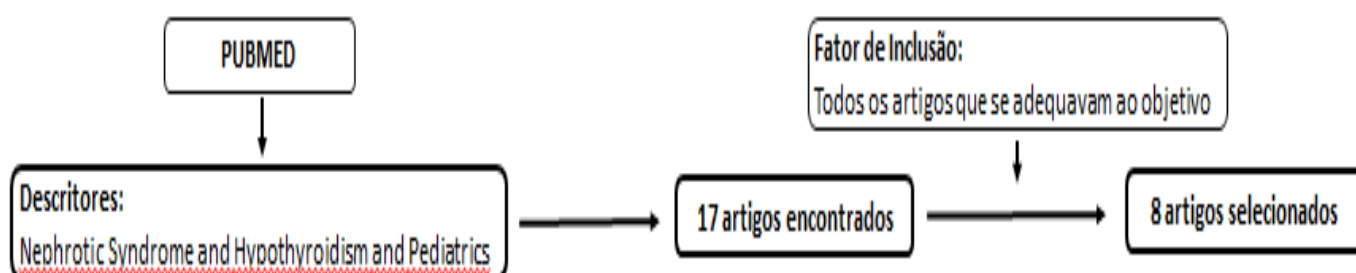 PUBMED
Descritores:
Nephrotic Syndrome and Hypothyroidism and Pediatrics
17 artigos encontrados
Fator de Inclusão:
Todos os artigos que se adequavam ao objetivo
8 artigos selecionados